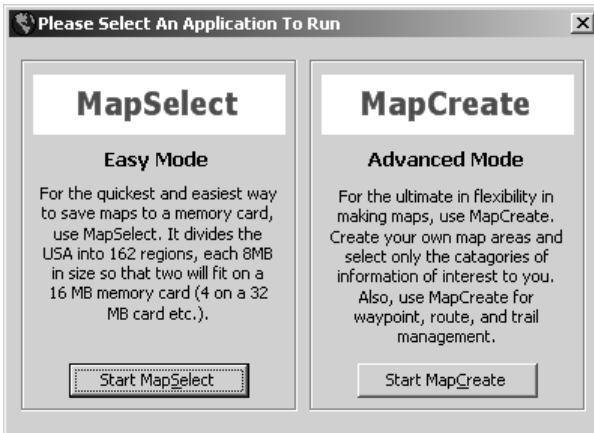 Please Select An Application To Run
MapSelect
Easy Mode
For the quickest and easiest way
to save maps to a memory card,
use MapSelect. It divides the
USA into 162 regions, each 8MB
in size so that two will fit on a
16 MB memory card (4 on a 32
MB card etc.).
Start MapSelect
MapCreate
Advanced Mode
For the ultimate in flexibility in
making maps, use MapCreate.
Create your own map areas and
select only the catagories of
information of interest to you.
Also, use MapCreate for
waypoint, route, and trail
management.
Start MapCreate